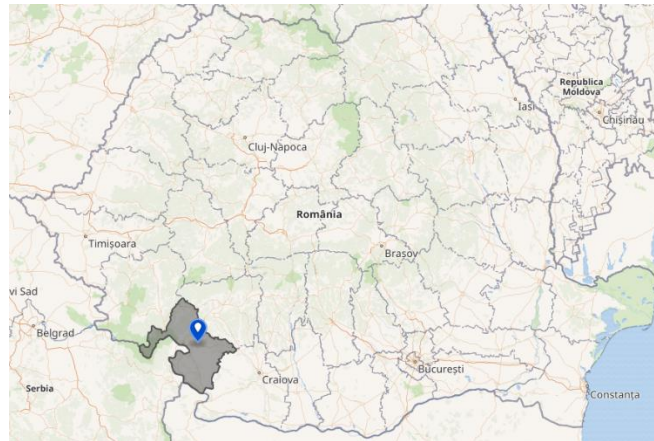 Iași
Republica
Moldova
Chișinău
Cluj-Napoca
România
Timișoara
Brașov
vi Sad
Belgrad
Serbia
Craiova
București
Constanța